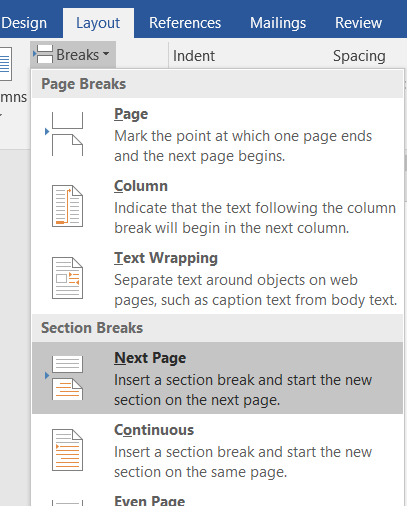 Design Layout References Mailings Review
Breaks Indent Spacing
mns
Page Breaks
Page
Mark the point at which one page ends
and the next page begins.
Column
Indicate that the text following the column
break will begin in the next column.
Text Wrapping
Separate text around objects on web
pages, such as caption text from body text.
Section Breaks
Next Page
Insert a section break and start the new
section on the next page.
Continuous
Insert a section break and start the new
section on the same page.
Even Page